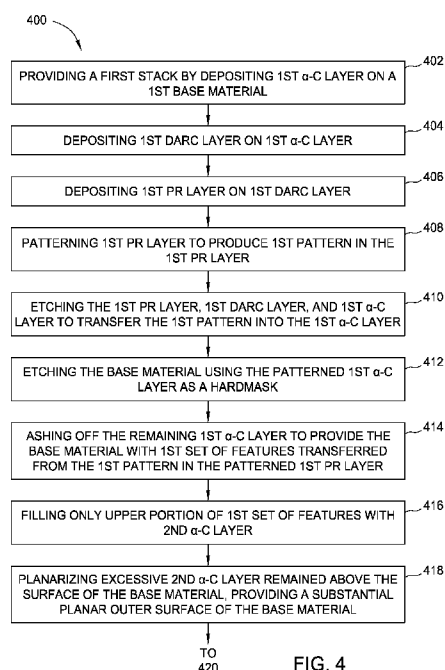 400
PROVIDING A FIRST STACK BY DEPOSITING 1ST α-C LAYER ON A
1ST BASE MATERIAL
402
DEPOSITING 1ST DARC LAYER ON 1ST α-C LAYER
404
DEPOSITING 1ST PR LAYER ON 1ST DARC LAYER
406
PATTERNING 1ST PR LAYER TO PRODUCE 1ST PATTERN IN THE
1ST PR LAYER
408
ETCHING THE 1ST PR LAYER, 1ST DARC LAYER, AND 1ST α-C
LAYER TO TRANSFER THE 1ST PATTERN INTO THE 1ST α-C LAYER
410
ETCHING THE BASE MATERIAL USING THE PATTERNED 1ST α-C
LAYER AS A HARDMASK
412
ASHING OFF THE REMAINING 1ST α-C LAYER TO PROVIDE THE
BASE MATERIAL WITH 1ST SET OF FEATURES TRANSFERRED
FROM THE 1ST PATTERN IN THE PATTERNED 1ST PR LAYER
414
FILLING ONLY UPPER PORTION OF 1ST SET OF FEATURES WITH
2ND α-C LAYER
416
PLANARIZING EXCESSIVE 2ND α-C LAYER REMAINED ABOVE THE
SURFACE OF THE BASE MATERIAL, PROVIDING A SUBSTANTIAL
PLANAR OUTER SURFACE OF THE BASE MATERIAL
418
TO
420
FIG. 4